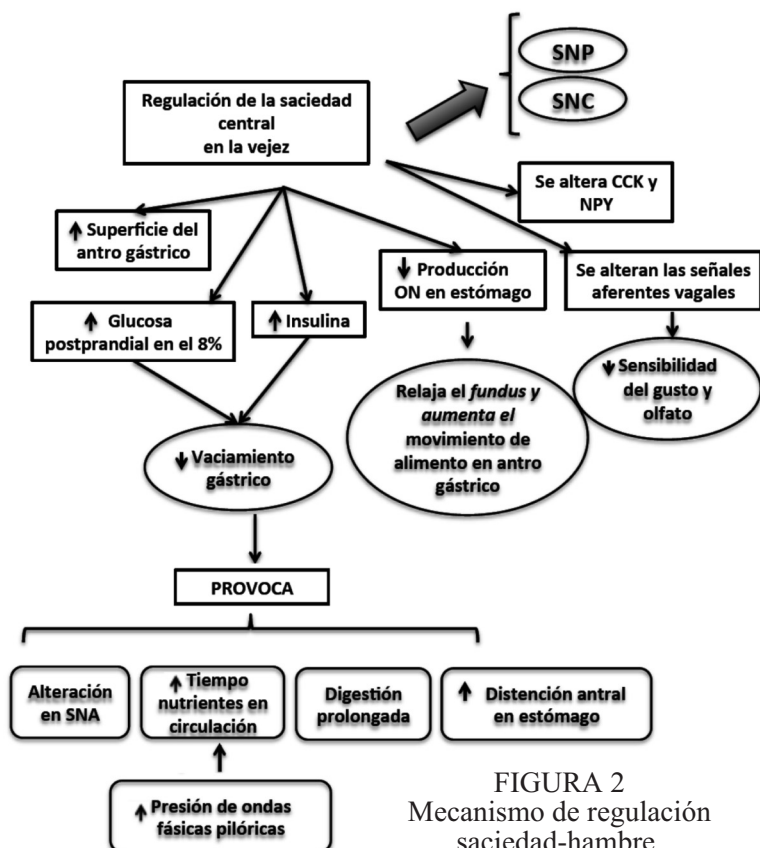 SNP
SNC
Regulación de la saciedad
central
en la vejez
Se altera CCK y
NPY
↑ Superficie del
antro gástrico
↓ Producción
ON en estómago
Se alteran las señales
aferentes vagales
↑ Glucosa
postprandial en el 8%
↑ Insulina
Relaja el fundus y
aumenta el
movimiento de
alimento en antro
gástrico
↓ Sensibilidad
del gusto y
olfato
↓ Vaciamiento
gástrico
PROVOCA
Alteración
en SNA
↑ Tiempo
nutrientes en
circulación
Digestión
prolongada
↑ Distención antral
en estómago
↑ Presión de ondas
fásicas pilóricas
FIGURA 2
Mecanismo de regulación
saciedad-hambre